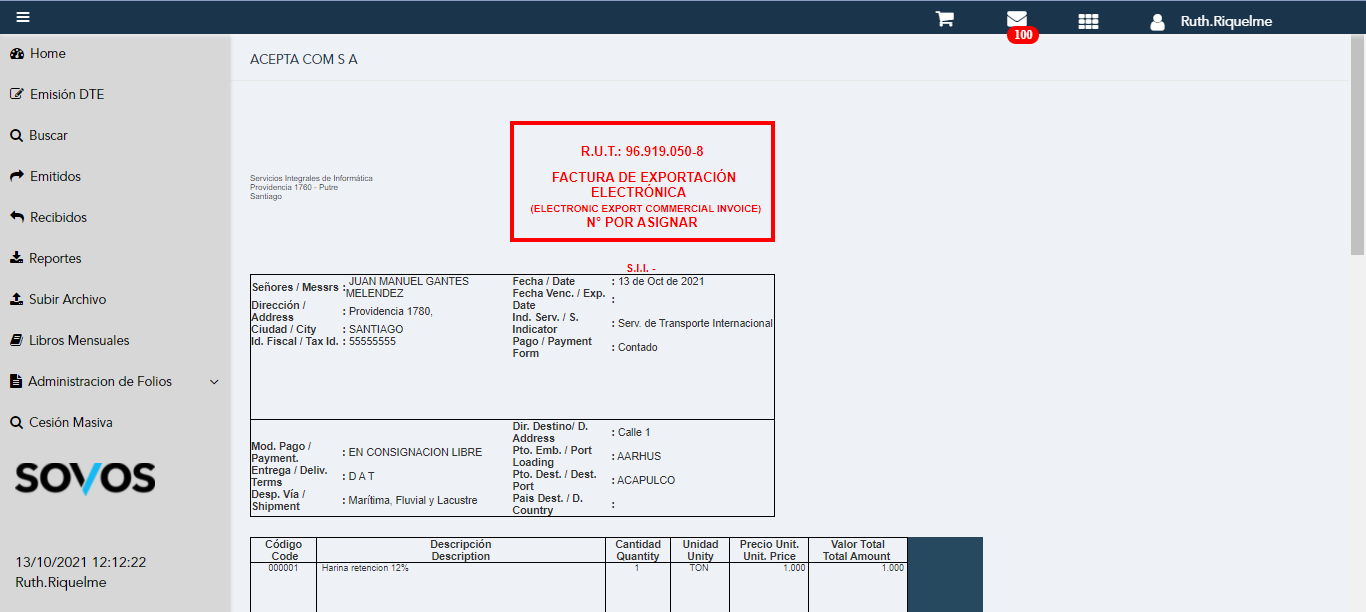 Ruth.Riquelme
100
Home
Emisión DTE
Buscar
Emitidos
Recibidos
Reportes
Subir Archivo
Libros Mensuales
Administracion de Folios
Cesión Masiva
SOVOS
13/10/2021 12:12:22
Ruth.Riquelme
ACEPTA COM S A
Servicios Integrales de Informática
Providencia 1760 - Putre
Santiago
R.U.T.: 96.919.050-8
FACTURA DE EXPORTACIÓN
ELECTRÓNICA
(ELECTRONIC EXPORT COMMERCIAL INVOICE)
N° POR ASIGNAR
S.I.I. -
Señores / Messrs : JUAN MANUEL GANTES
MELENDEZ
Dirección /
Address : Providencia 1780,
Ciudad / City : SANTIAGO
Id. Fiscal / Tax Id. : 55555555
Fecha / Date : 13 de Oct de 2021
Fecha Venc. / Exp.
Date :
Ind. Serv. / S.
Indicator : Serv. de Transporte Internacional
Pago / Payment
Form : Contado
Mod. Pago /
Payment. : EN CONSIGNACION LIBRE
Entrega / Deliv.
Terms : D A T
Desp. Vía /
Shipment : Marítima, Fluvial y Lacustre
Dir. Destino/ D.
Address : Calle 1
Pto. Emb. / Port
Loading : AARHUS
Pto. Dest. / Dest.
Port : ACAPULCO
Pais Dest. / D.
Country :
Código Descripción Cantidad Unidad Precio Unit. Valor Total
Code Description Quantity Unity Unit. Price Total Amount
000001 Harina retencion 12% 1 TON 1.000 1.000